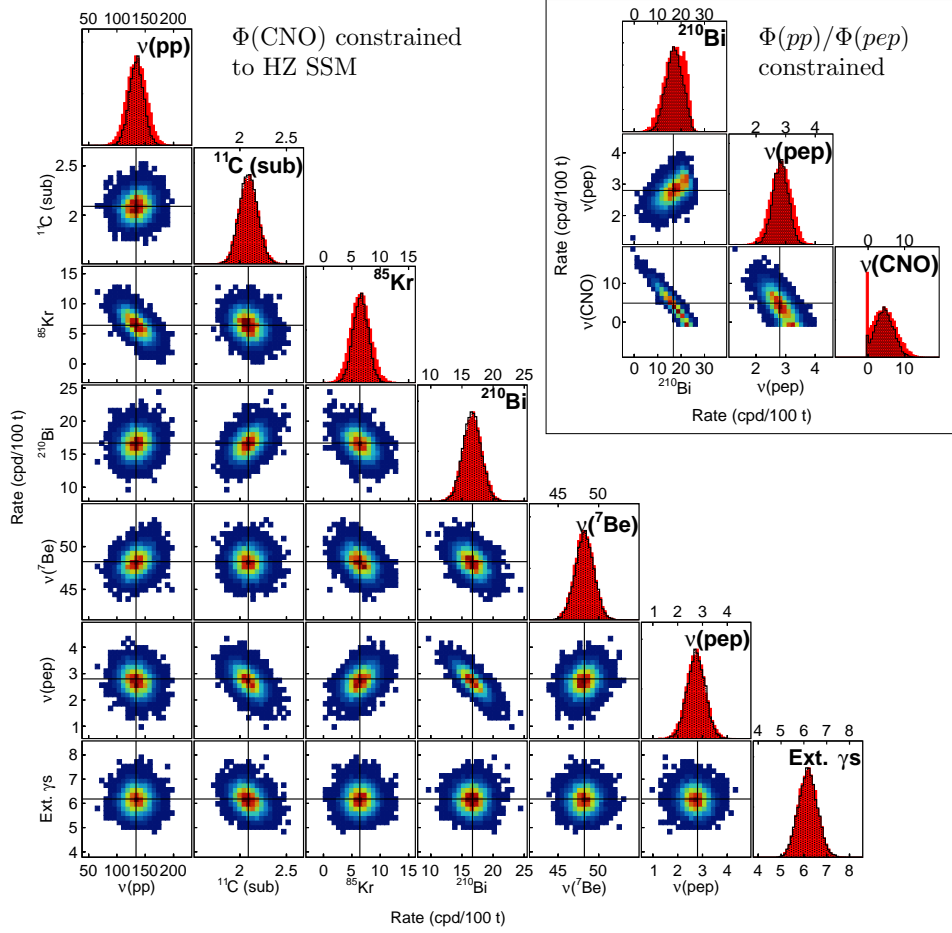 50 100 150 200
ν(pp)
Φ(CNO) constrained
to HZ SSM
0 10 20 30
²¹⁰Bi
Φ(pp)/Φ(pep)
constrained
2 2.5
¹¹C (sub)
2 3 4
ν(pep)
Rate (cpd/100 t)
ν(pep)
4
3
2
2.5
2
¹¹C (sub)
0 5 10 15
⁸⁵Kr
0 10
ν(CNO)
ν(CNO)
10
0
15
10
5
0
⁸⁵Kr
0 10 20 30
²¹⁰Bi
2 3 4
ν(pep)
Rate (cpd/100 t)
10 15 20 25
²¹⁰Bi
Rate (cpd/100 t)
25
20
15
10
²¹⁰Bi
45 50
ν(⁷Be)
50
45
ν(⁷Be)
1 2 3 4
ν(pep)
4
3
2
1
ν(pep)
4 5 6 7 8
Ext. γs
8
7
6
5
4
Ext. γs
50 100 150 200
ν(pp)
2 2.5
¹¹C (sub)
0 5 10 15
⁸⁵Kr
10 15 20 25
²¹⁰Bi
45 50
ν(⁷Be)
1 2 3 4
ν(pep)
4 5 6 7 8
Rate (cpd/100 t)